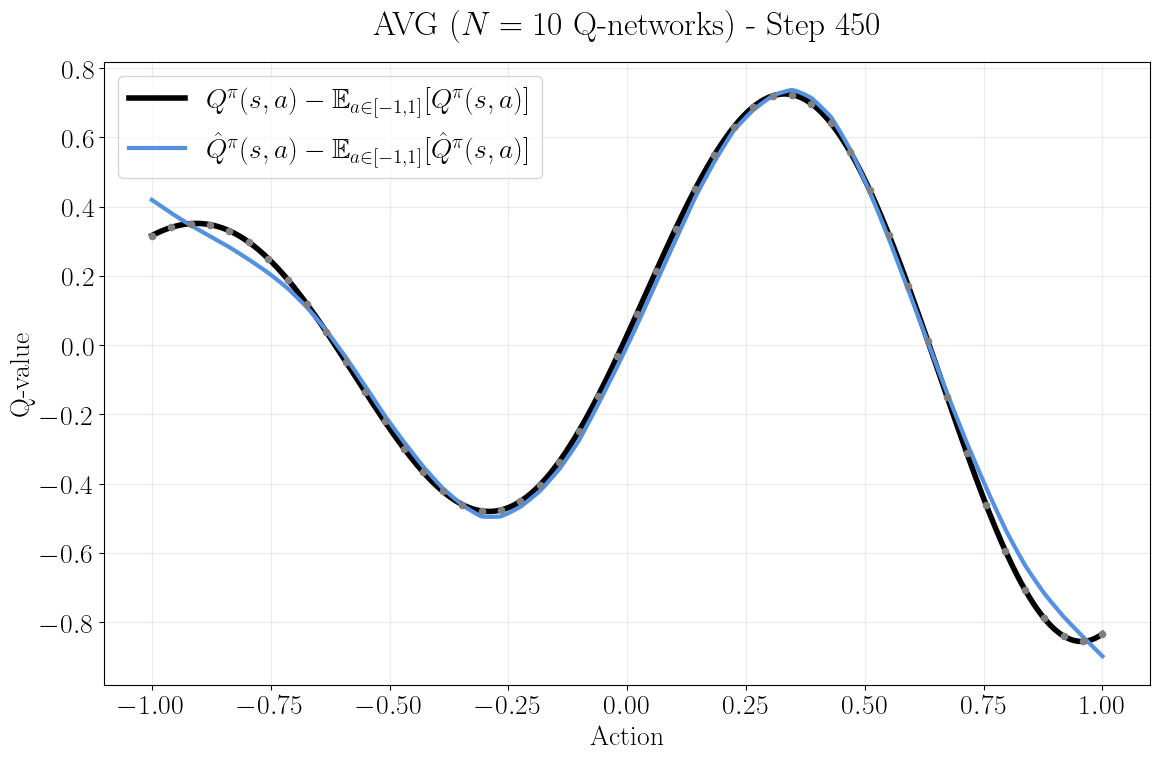 AVG (N = 10 Q-networks) - Step 450
Q^π(s, a) − 𝔼_{a∈[−1,1]}[Q^π(s, a)]
Q̂^π(s, a) − 𝔼_{a∈[−1,1]}[Q̂^π(s, a)]
Q-value
0.8
0.6
0.4
0.2
0.0
−0.2
−0.4
−0.6
−0.8
−1.00 −0.75 −0.50 −0.25 0.00 0.25 0.50 0.75 1.00
Action